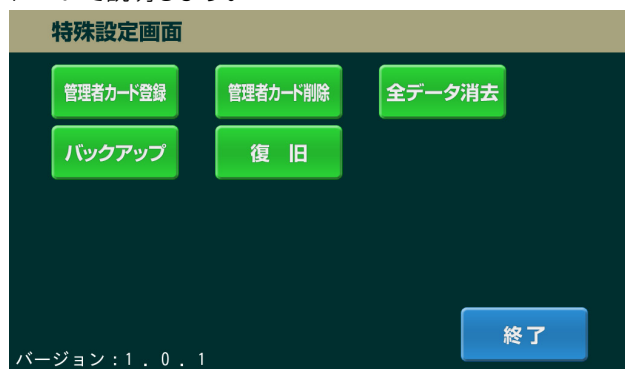 特殊設定画面
管理者カード登録 管理者カード削除 全データ消去
バックアップ 復　旧
終了
バージョン:1．0．1